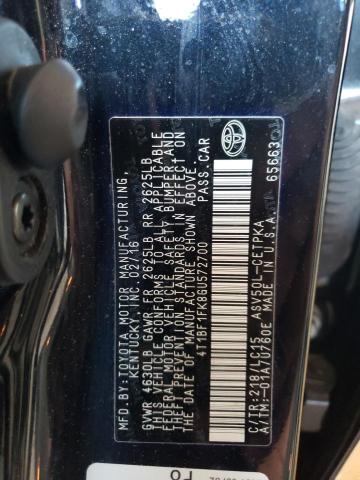 MFD. BY: TOYOTA MOTOR MANUFACTURING,
KENTUCKY, INC. 02/16
GVWR 4630LB GAWR FR 2625LB RR 2625LB
THIS VEHICLE CONFORMS TO ALL APPLICABLE
FEDERAL MOTOR VEHICLE SAFETY, BUMPER, AND
THEFT PREVENTION STANDARDS IN EFFECT ON
THE DATE OF MANUFACTURE SHOWN ABOVE.
4T1BF1FK8GU572700 PASS.CAR
C/TR:218/LC15 ASV50L-CETPKA
A/TM:-01A/U760E MADE IN U.S.A.
65663